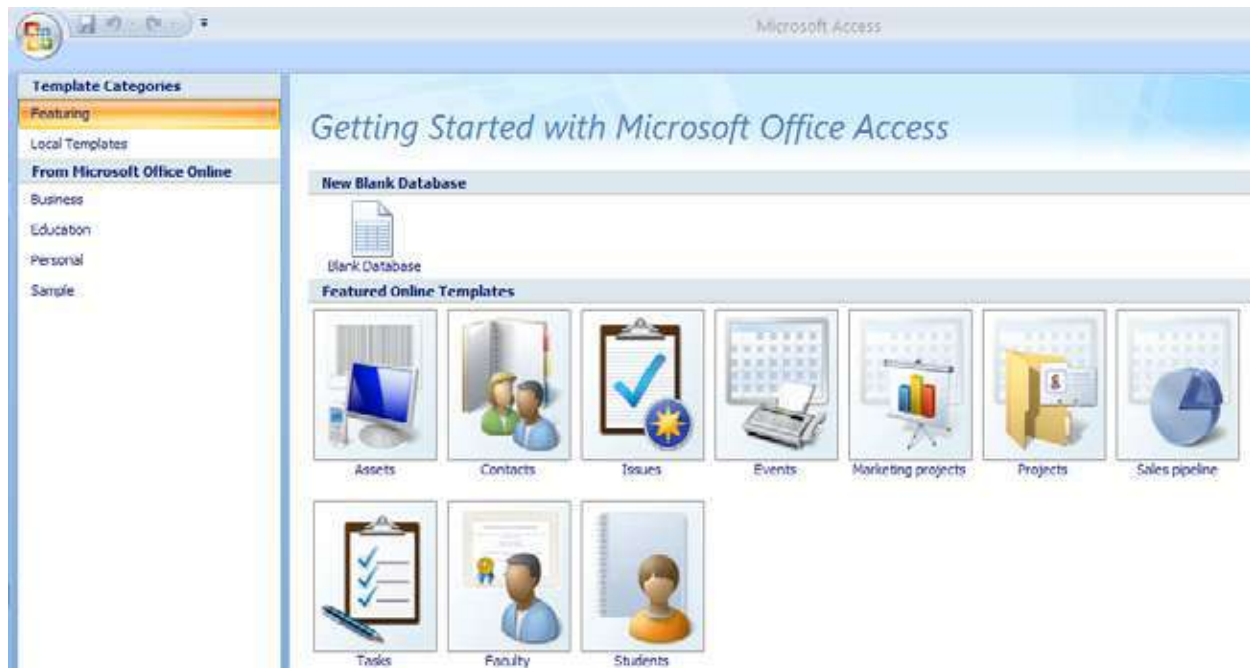 Microsoft Access
Template Categories
Featuring
Local Templates
From Microsoft Office Online
Business
Education
Personal
Sample
Getting Started with Microsoft Office Access
New Blank Database
Blank Database
Featured Online Templates
Assets
Contacts
Issues
Events
Marketing projects
Projects
Sales pipeline
Tasks
Faculty
Students